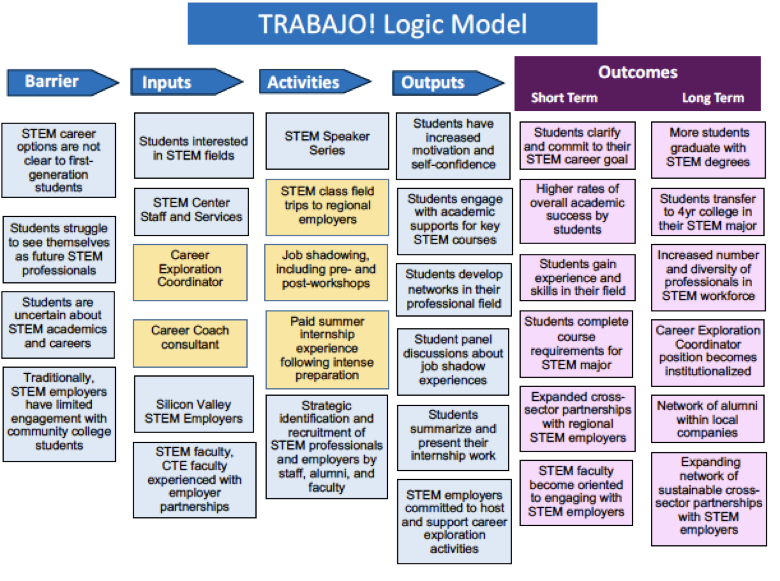 TRABAJO! Logic Model
Barrier
Inputs
Activities
Outputs
Outcomes
Short Term
Long Term
STEM career
options are not
clear to first-
generation
students
Students struggle
to see themselves
as future STEM
professionals
Students are
uncertain about
STEM academics
and careers
Traditionally,
STEM employers
have limited
engagement with
community college
students
Students interested
in STEM fields
STEM Center
Staff and Services
Career
Exploration
Coordinator
Career Coach
consultant
Silicon Valley
STEM Employers
STEM faculty,
CTE faculty
experienced with
employer
partnerships
STEM Speaker
Series
STEM class field
trips to regional
employers
Job shadowing,
including pre- and
post-workshops
Paid summer
internship
experience
following intense
preparation
Strategic
identification and
recruitment of
STEM professionals
and employers by
staff, alumni, and
faculty
Students have
increased
motivation and
self-confidence
Students engage
with academic
supports for key
STEM courses
Students develop
networks in their
professional field
Student panel
discussions about
job shadow
experiences
Students
summarize and
present their
internship work
STEM employers
committed to host
and support career
exploration
activities
Students clarify
and commit to their
STEM career goal
Higher rates of
overall academic
success by
students
Students gain
experience and
skills in their field
Students complete
course
requirements for
STEM major
Expanded cross-
sector partnerships
with regional
STEM employers
STEM faculty
become oriented
to engaging with
STEM employers
More students
graduate with
STEM degrees
Students transfer
to 4yr college in
their STEM major
Increased number
and diversity of
professionals in
STEM workforce
Career Exploration
Coordinator
position becomes
institutionalized
Network of alumni
within local
companies
Expanding
network of
sustainable cross-
sector partnerships
with STEM
employers